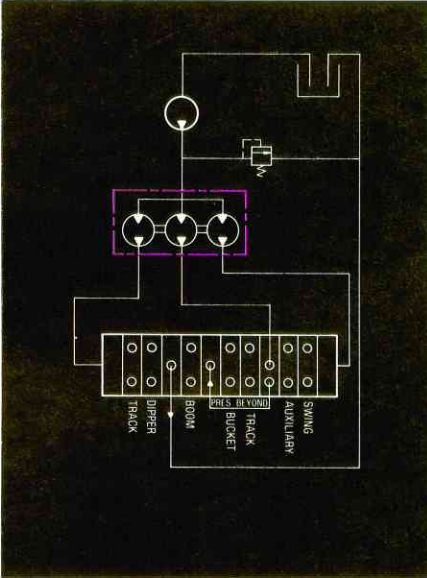 PRES BEYOND
TRACK
DIPPER
BOOM
BUCKET
TRACK
AUXILIARY
SWING